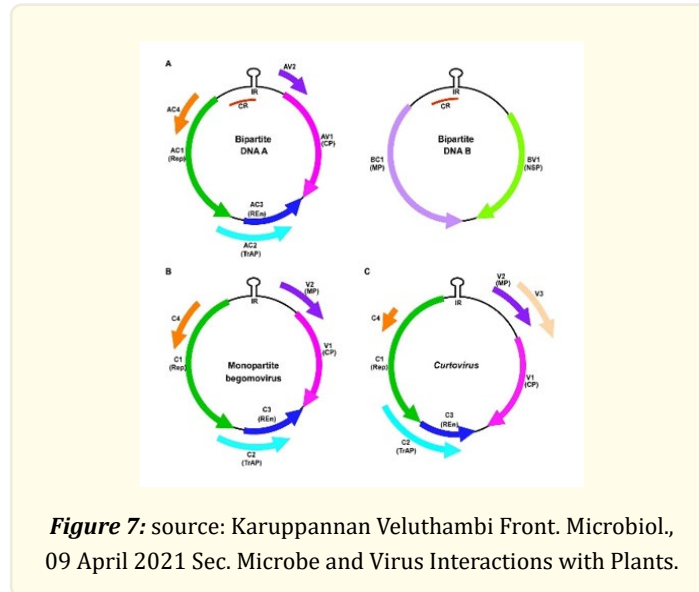 A
AV2
IR
CR
AC4
AC1
(Rep)
Bipartite
DNA A
AV1
(CP)
AC3
(REn)
AC2
(TrAP)
IR
CR
BC1
(MP)
Bipartite
DNA B
BV1
(NSP)
B
IR
V2
(MP)
C4
C1
(Rep)
Monopartite
begomovirus
V1
(CP)
C3
(REn)
C2
(TrAP)
C
IR
V2
(MP)
V3
C4
C1
(Rep)
Curtovirus
V1
(CP)
C3
(REn)
C2
(TrAP)
Figure 7: source: Karuppannan Veluthambi Front. Microbiol.,
09 April 2021 Sec. Microbe and Virus Interactions with Plants.